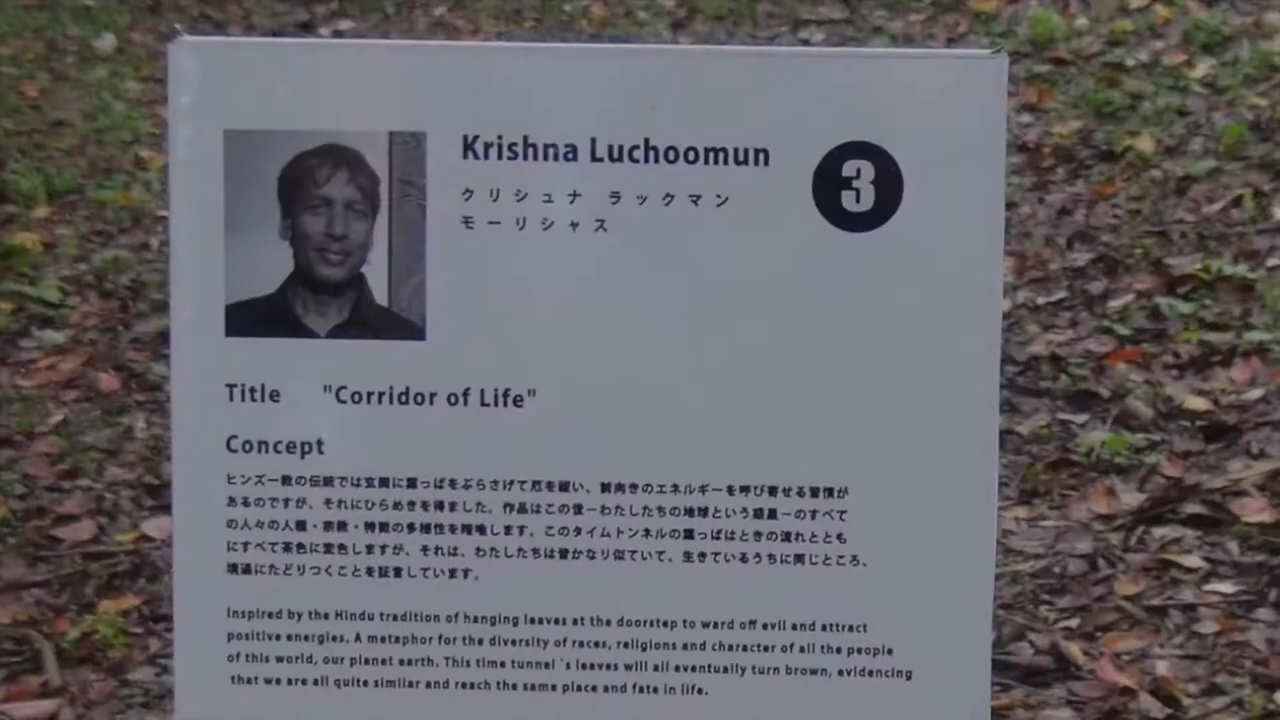 Krishna Luchoomun
3
クリシュナ ラックマン
モーリシャス
Title "Corridor of Life"
Concept
ヒンズー教の伝統では玄関に葉っぱをぶらさげて厄を祓い、前向きのエネルギーを呼び寄せる習慣が
あるのですが、それにひらめきを得ました。作品はこの世ーわたしたちの地球という惑星ーのすべて
の人々の人種・宗教・特徴の多様性を暗喩します。このタイムトンネルの葉っぱはときの流れととも
にすべて茶色に変色しますが、それは、わたしたちは皆かなり似ていて、生きているうちに同じところ、
境遇にたどりつくことを証言しています。
Inspired by the Hindu tradition of hanging leaves at the doorstep to ward off evil and attract
positive energies. A metaphor for the diversity of races, religions and character of all the people
of this world, our planet earth. This time tunnel`s leaves will all eventually turn brown, evidencing
that we are all quite similar and reach the same place and fate in life.